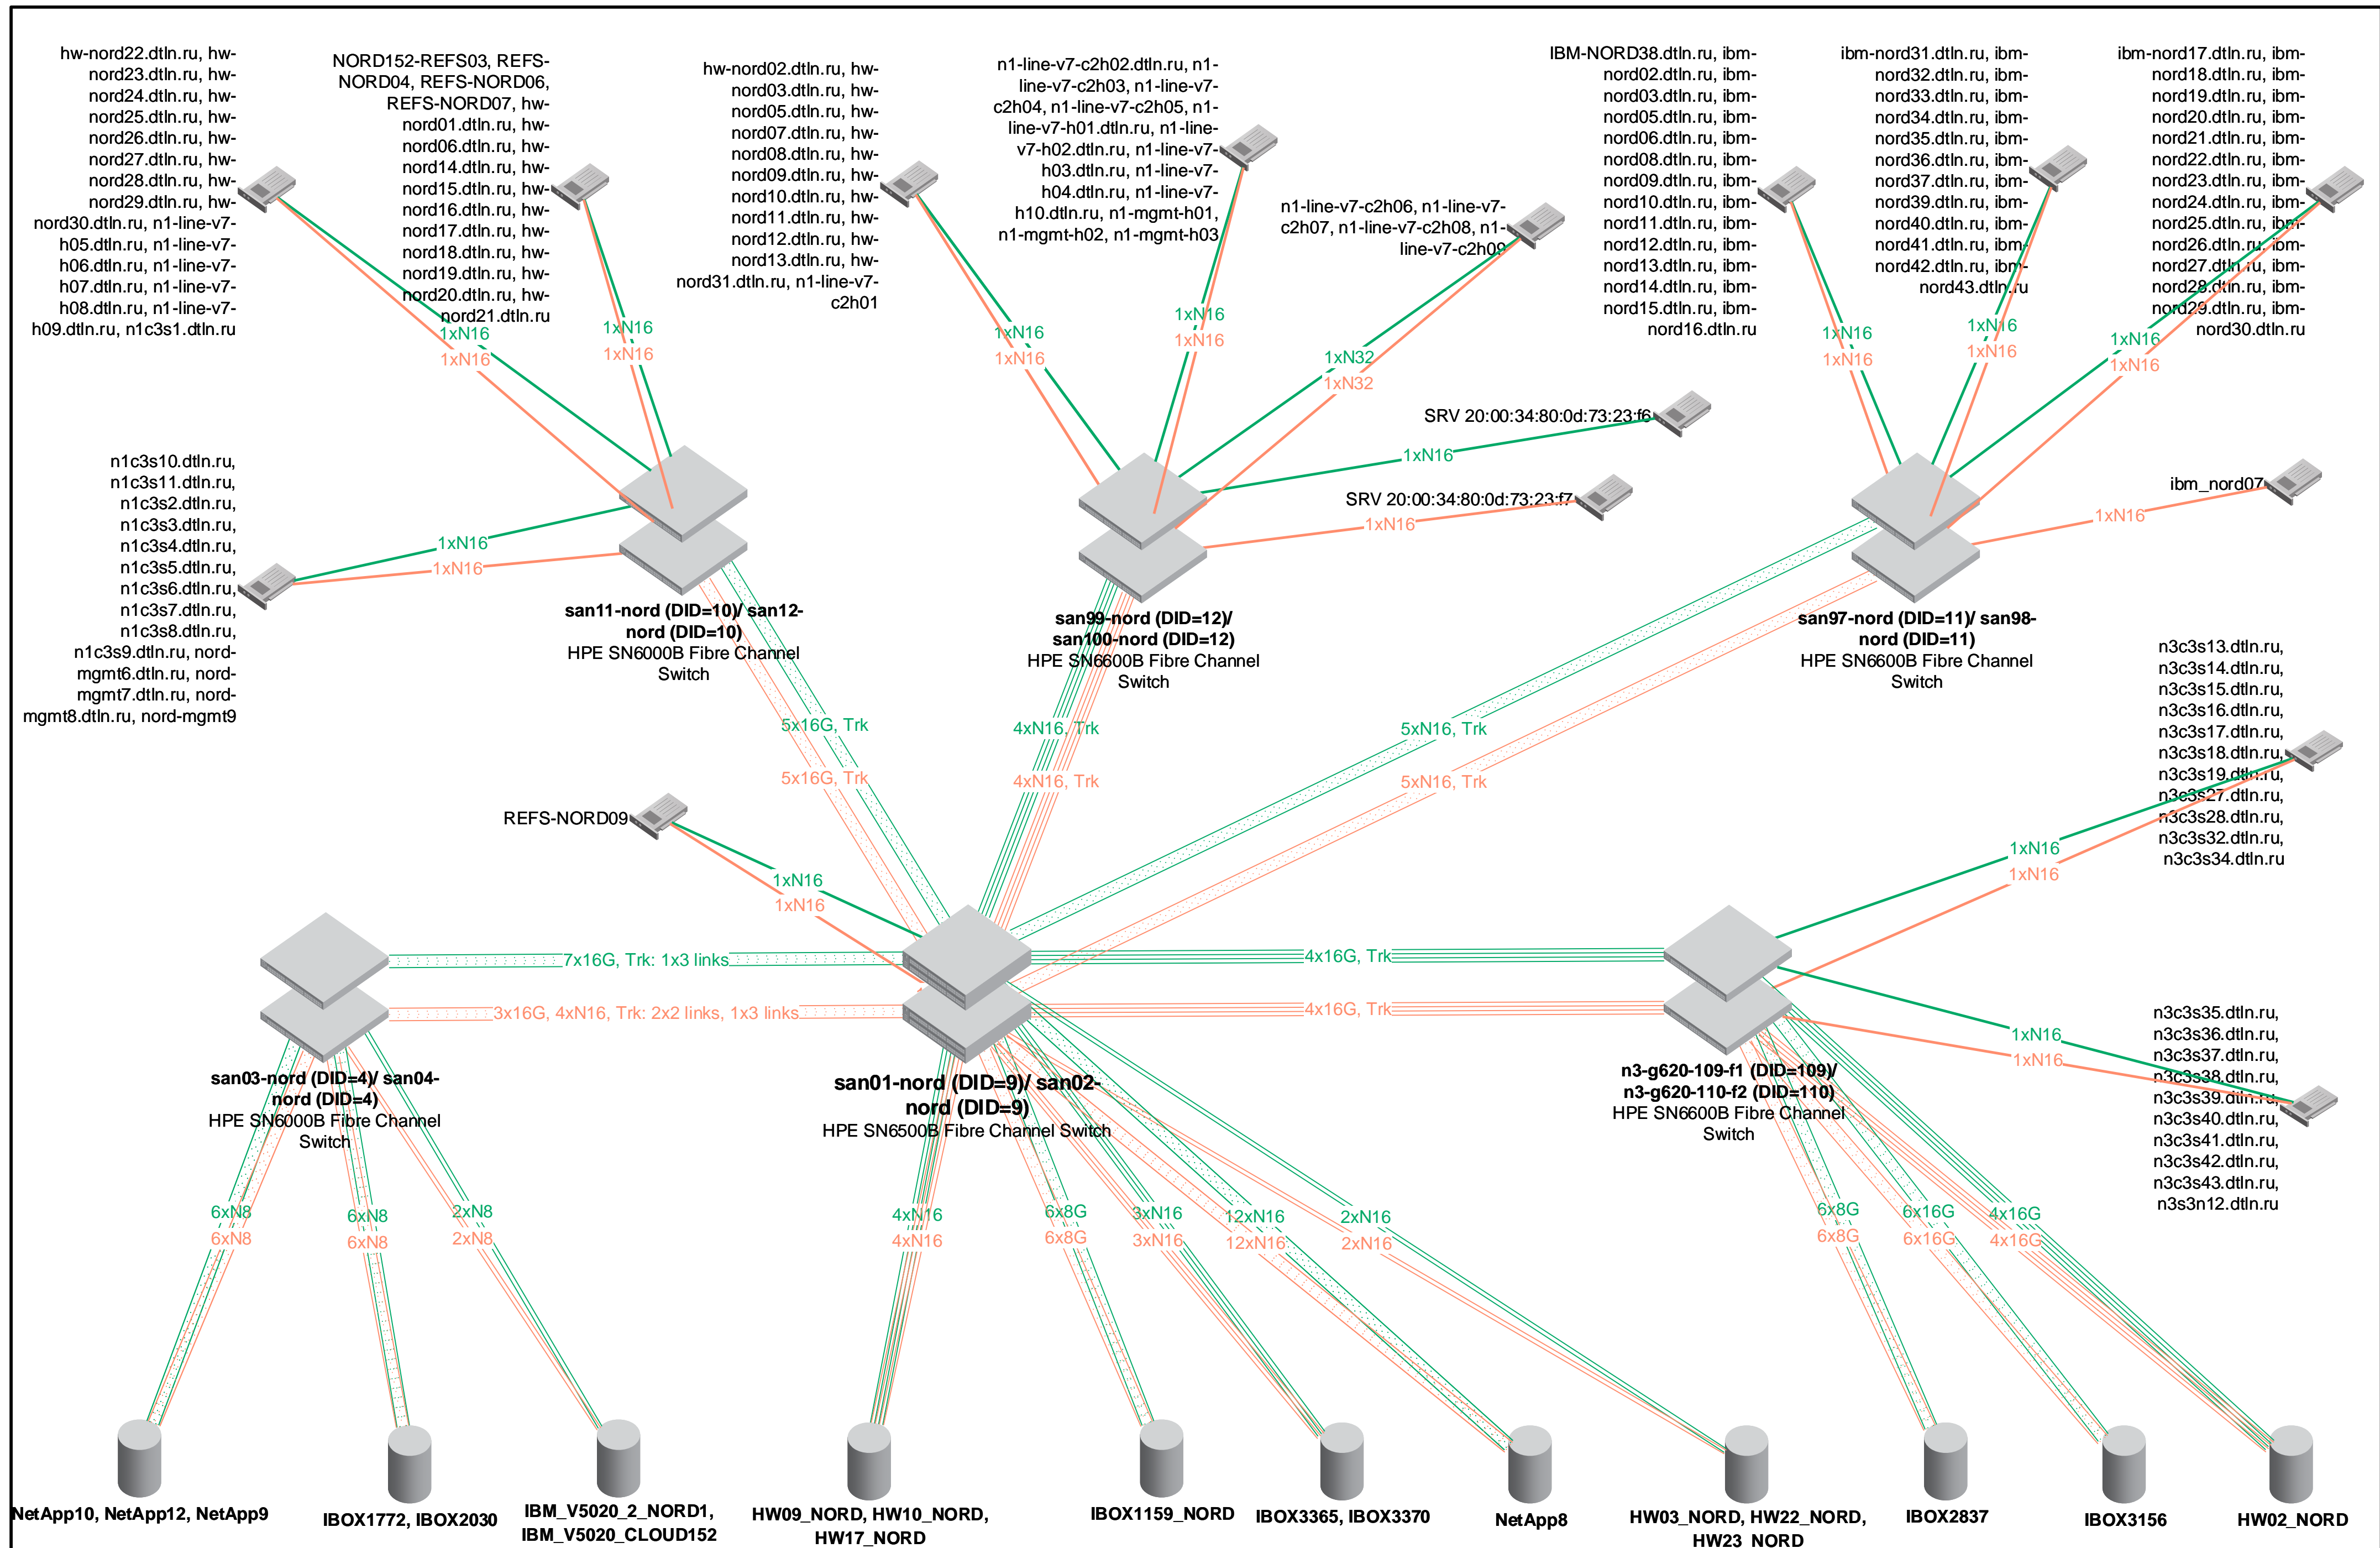 hw-nord22.dtln.ru, hw-
nord23.dtln.ru, hw-
nord24.dtln.ru, hw-
nord25.dtln.ru, hw-
nord26.dtln.ru, hw-
nord27.dtln.ru, hw-
nord28.dtln.ru, hw-
nord29.dtln.ru, hw-
nord30.dtln.ru, n1-line-v7-
h05.dtln.ru, n1-line-v7-
h06.dtln.ru, n1-line-v7-
h07.dtln.ru, n1-line-v7-
h08.dtln.ru, n1-line-v7-
h09.dtln.ru, n1c3s1.dtln.ru
NORD152-REFS03, REFS-
NORD04, REFS-NORD06,
REFS-NORD07, hw-
nord01.dtln.ru, hw-
nord06.dtln.ru, hw-
nord14.dtln.ru, hw-
nord15.dtln.ru, hw-
nord16.dtln.ru, hw-
nord17.dtln.ru, hw-
nord18.dtln.ru, hw-
nord19.dtln.ru, hw-
nord20.dtln.ru, hw-
nord21.dtln.ru
hw-nord02.dtln.ru, hw-
nord03.dtln.ru, hw-
nord05.dtln.ru, hw-
nord07.dtln.ru, hw-
nord08.dtln.ru, hw-
nord09.dtln.ru, hw-
nord10.dtln.ru, hw-
nord11.dtln.ru, hw-
nord12.dtln.ru, hw-
nord13.dtln.ru, hw-
nord31.dtln.ru, n1-line-v7-
c2h01
n1-line-v7-c2h02.dtln.ru, n1-
line-v7-c2h03, n1-line-v7-
c2h04, n1-line-v7-c2h05, n1-
line-v7-h01.dtln.ru, n1-line-
v7-h02.dtln.ru, n1-line-v7-
h03.dtln.ru, n1-line-v7-
h04.dtln.ru, n1-line-v7-
h10.dtln.ru, n1-mgmt-h01,
n1-mgmt-h02, n1-mgmt-h03
n1-line-v7-c2h06, n1-line-v7-
c2h07, n1-line-v7-c2h08, n1-
line-v7-c2h09
IBM-NORD38.dtln.ru, ibm-
nord02.dtln.ru, ibm-
nord03.dtln.ru, ibm-
nord05.dtln.ru, ibm-
nord06.dtln.ru, ibm-
nord08.dtln.ru, ibm-
nord09.dtln.ru, ibm-
nord10.dtln.ru, ibm-
nord11.dtln.ru, ibm-
nord12.dtln.ru, ibm-
nord13.dtln.ru, ibm-
nord14.dtln.ru, ibm-
nord15.dtln.ru, ibm-
nord16.dtln.ru
ibm-nord31.dtln.ru, ibm-
nord32.dtln.ru, ibm-
nord33.dtln.ru, ibm-
nord34.dtln.ru, ibm-
nord35.dtln.ru, ibm-
nord36.dtln.ru, ibm-
nord37.dtln.ru, ibm-
nord39.dtln.ru, ibm-
nord40.dtln.ru, ibm-
nord41.dtln.ru, ibm-
nord42.dtln.ru, ibm-
nord43.dtln.ru
ibm-nord17.dtln.ru, ibm-
nord18.dtln.ru, ibm-
nord19.dtln.ru, ibm-
nord20.dtln.ru, ibm-
nord21.dtln.ru, ibm-
nord22.dtln.ru, ibm-
nord23.dtln.ru, ibm-
nord24.dtln.ru, ibm-
nord25.dtln.ru, ibm-
nord26.dtln.ru, ibm-
nord27.dtln.ru, ibm-
nord28.dtln.ru, ibm-
nord29.dtln.ru, ibm-
nord30.dtln.ru
1xN16
1xN16
1xN16
1xN16
1xN16
1xN16
1xN16
1xN16
1xN32
1xN32
1xN16
1xN16
1xN16
1xN16
1xN16
1xN16
SRV 20:00:34:80:0d:73:23:f6
1xN16
SRV 20:00:34:80:0d:73:23:f7
1xN16
ibm_nord07
1xN16
n1c3s10.dtln.ru,
n1c3s11.dtln.ru,
n1c3s2.dtln.ru,
n1c3s3.dtln.ru,
n1c3s4.dtln.ru,
n1c3s5.dtln.ru,
n1c3s6.dtln.ru,
n1c3s7.dtln.ru,
n1c3s8.dtln.ru,
n1c3s9.dtln.ru, nord-
mgmt6.dtln.ru, nord-
mgmt7.dtln.ru, nord-
mgmt8.dtln.ru, nord-mgmt9
1xN16
1xN16
san11-nord (DID=10)/ san12-
nord (DID=10)
HPE SN6000B Fibre Channel
Switch
san99-nord (DID=12)/
san100-nord (DID=12)
HPE SN6600B Fibre Channel
Switch
san97-nord (DID=11)/ san98-
nord (DID=11)
HPE SN6600B Fibre Channel
Switch
n3c3s13.dtln.ru,
n3c3s14.dtln.ru,
n3c3s15.dtln.ru,
n3c3s16.dtln.ru,
n3c3s17.dtln.ru,
n3c3s18.dtln.ru,
n3c3s19.dtln.ru,
n3c3s27.dtln.ru,
n3c3s28.dtln.ru,
n3c3s32.dtln.ru,
n3c3s34.dtln.ru
5x16G, Trk
5x16G, Trk
4xN16, Trk
4xN16, Trk
5xN16, Trk
5xN16, Trk
REFS-NORD09
1xN16
1xN16
1xN16
1xN16
7x16G, Trk: 1x3 links
3x16G, 4xN16, Trk: 2x2 links, 1x3 links
4x16G, Trk
4x16G, Trk
1xN16
1xN16
n3c3s35.dtln.ru,
n3c3s36.dtln.ru,
n3c3s37.dtln.ru,
n3c3s38.dtln.ru,
n3c3s39.dtln.ru,
n3c3s40.dtln.ru,
n3c3s41.dtln.ru,
n3c3s42.dtln.ru,
n3c3s43.dtln.ru,
n3s3n12.dtln.ru
san03-nord (DID=4)/ san04-
nord (DID=4)
HPE SN6000B Fibre Channel
Switch
san01-nord (DID=9)/ san02-
nord (DID=9)
HPE SN6500B Fibre Channel Switch
n3-g620-109-f1 (DID=109)/
n3-g620-110-f2 (DID=110)
HPE SN6600B Fibre Channel
Switch
6xN8
6xN8
6xN8
6xN8
2xN8
2xN8
4xN16
4xN16
6x8G
6x8G
3xN16
3xN16
12xN16
12xN16
2xN16
2xN16
6x8G
6x8G
6x16G
6x16G
4x16G
4x16G
NetApp10, NetApp12, NetApp9
IBOX1772, IBOX2030
IBM_V5020_2_NORD1,
IBM_V5020_CLOUD152
HW09_NORD, HW10_NORD,
HW17_NORD
IBOX1159_NORD
IBOX3365, IBOX3370
NetApp8
HW03_NORD, HW22_NORD,
HW23_NORD
IBOX2837
IBOX3156
HW02_NORD